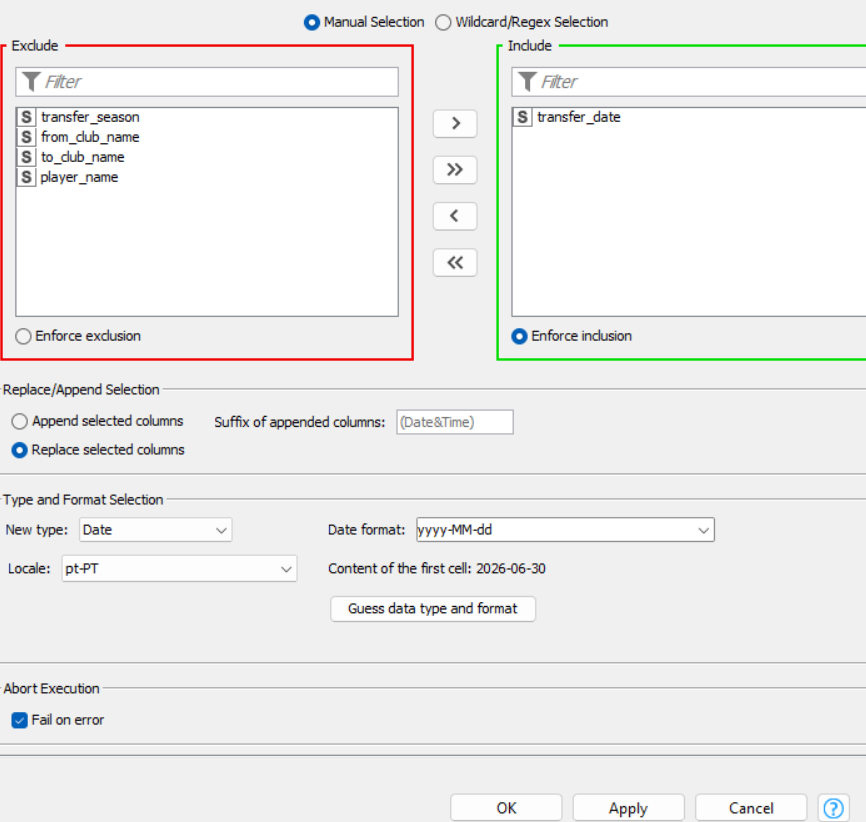 Manual Selection Wildcard/Regex Selection
Exclude
Filter
S transfer_season
S from_club_name
S to_club_name
S player_name
Enforce exclusion
>
>>
<
<<
Include
Filter
S transfer_date
Enforce inclusion
Replace/Append Selection
Append selected columns Suffix of appended columns: (Date&Time)
Replace selected columns
Type and Format Selection
New type: Date Date format: yyyy-MM-dd
Locale: pt-PT Content of the first cell: 2026-06-30
Guess data type and format
Abort Execution
Fail on error
OK Apply Cancel ?